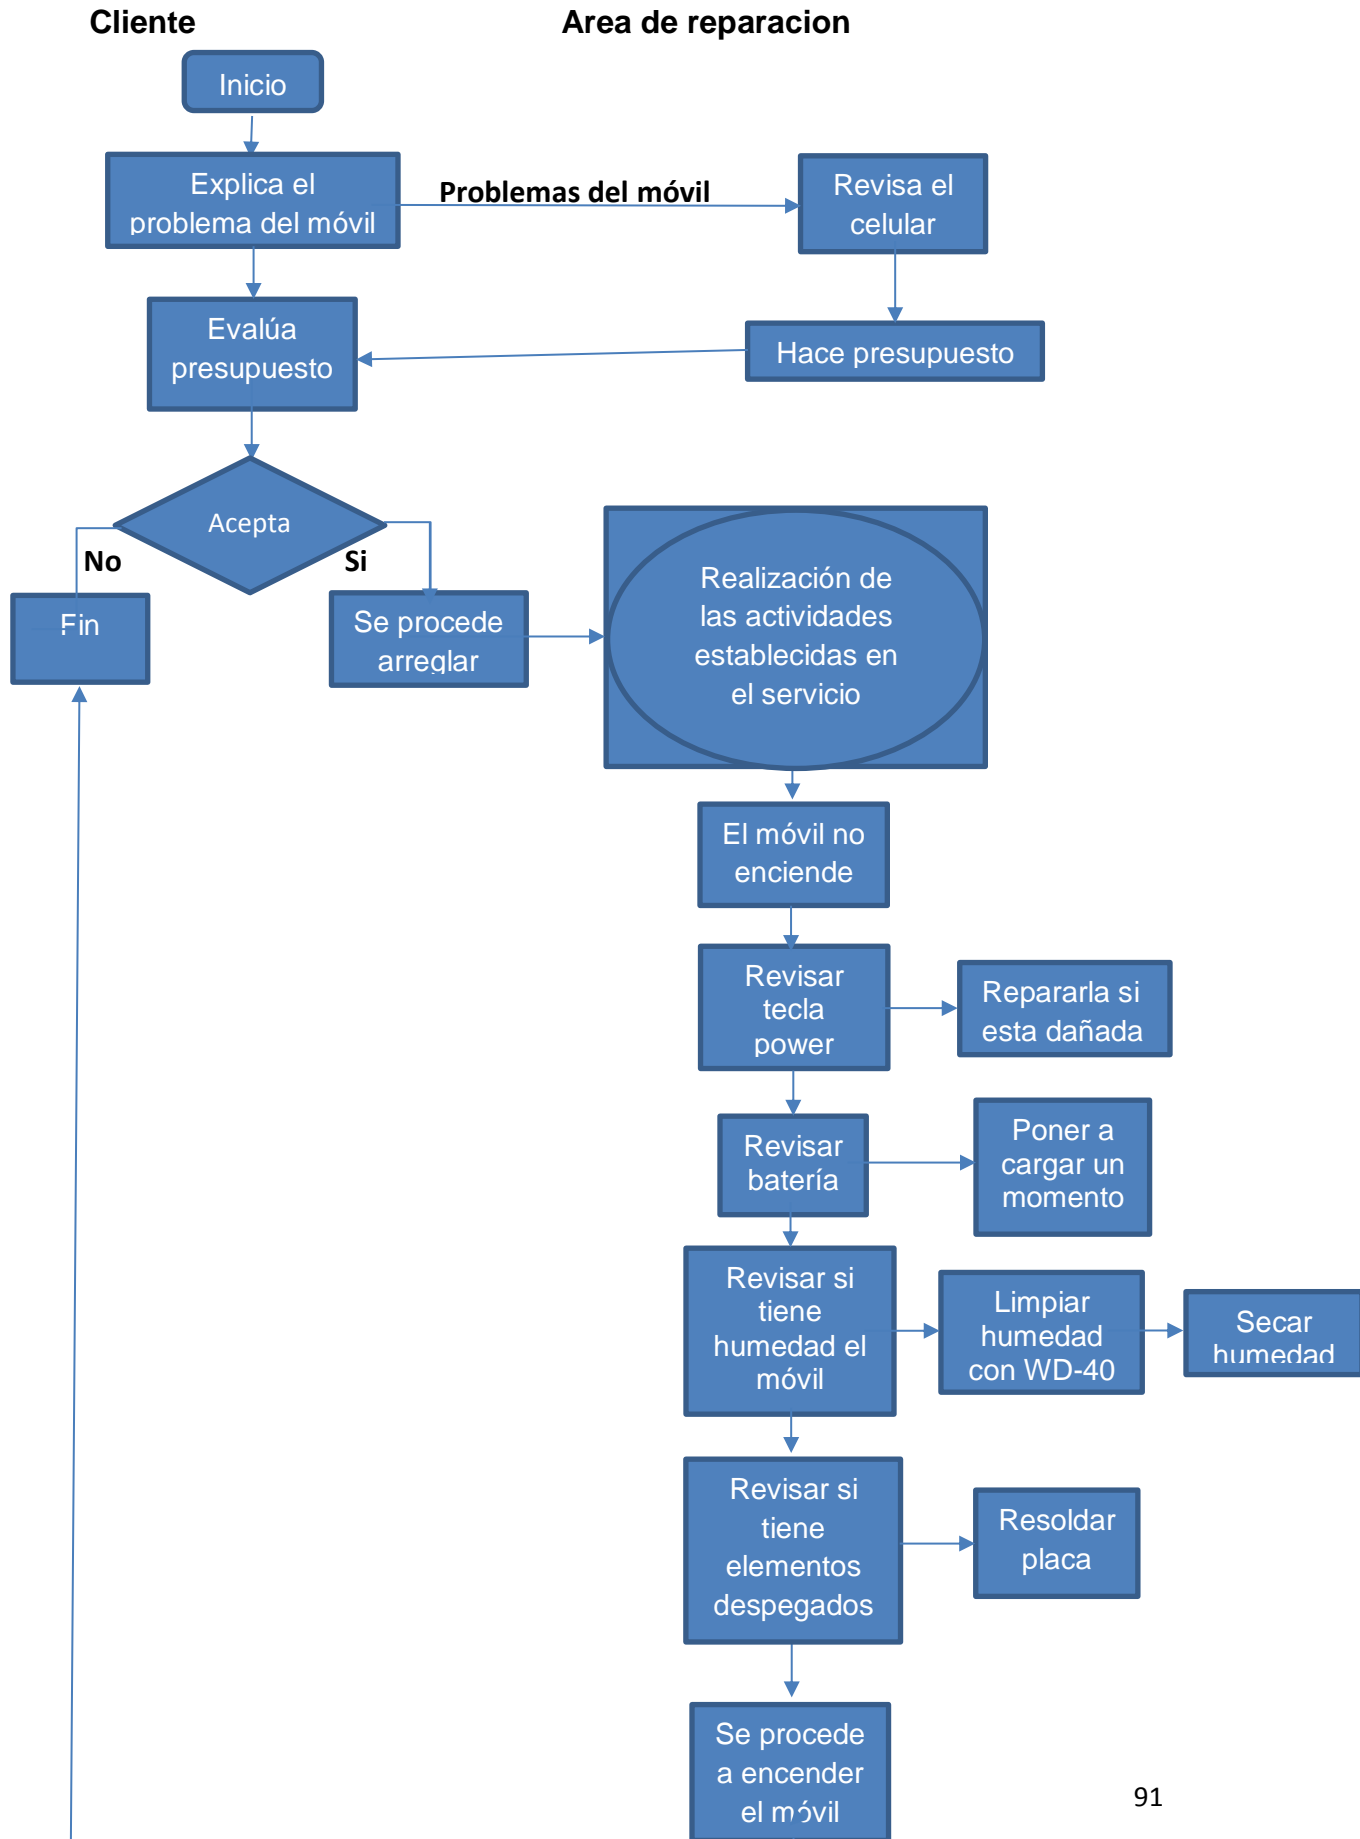 Cliente
Area de reparacion
Inicio
Explica el
problema del móvil
Problemas del móvil
Revisa el
celular
Evalúa
presupuesto
Hace presupuesto
Acepta
No
Si
Fin
Se procede
arreglar
Realización de
las actividades
establecidas en
el servicio
El móvil no
enciende
Revisar
tecla
power
Repararla si
esta dañada
Revisar
batería
Poner a
cargar un
momento
Revisar si
tiene
humedad el
móvil
Limpiar
humedad
con WD-40
Secar
humedad
Revisar si
tiene
elementos
despegados
Resoldar
placa
Se procede
a encender
el móvil
91